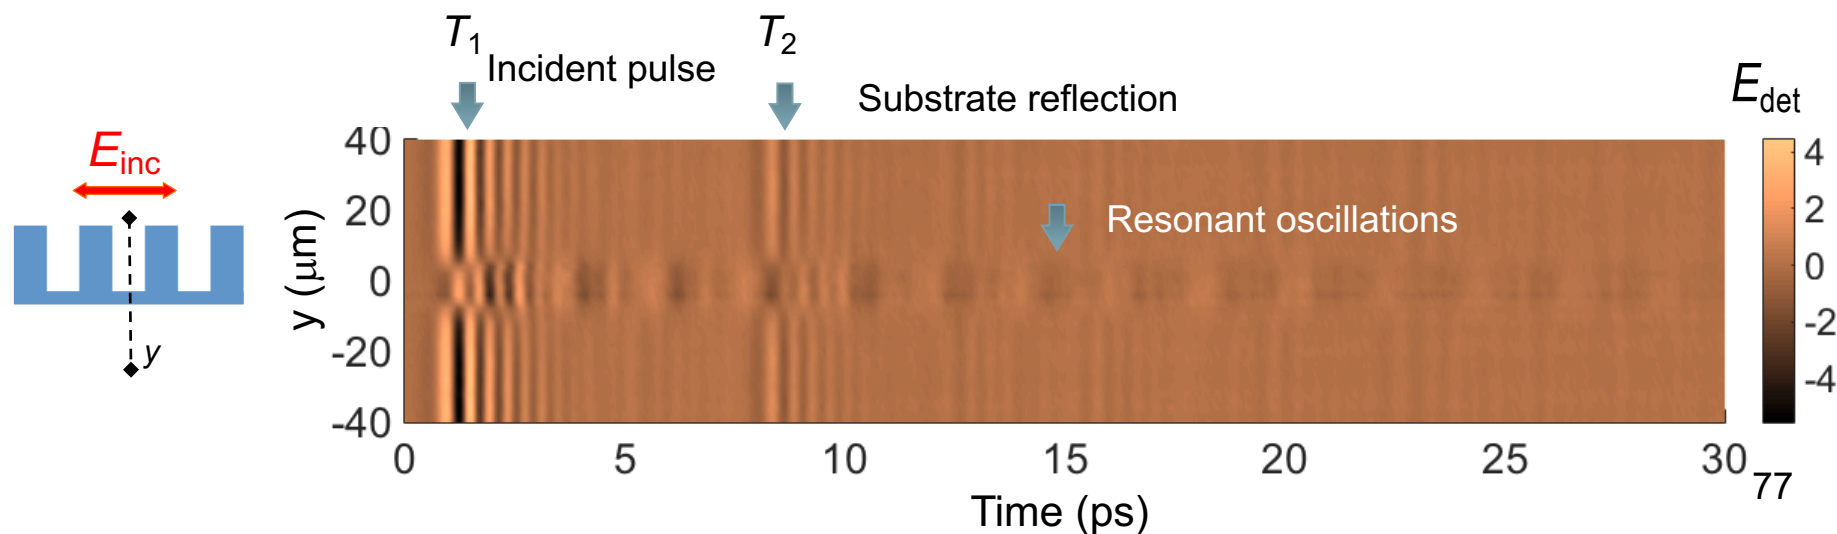 T1
Incident pulse
T2
Substrate reflection
Edet
Einc
y
y (μm)
40
20
0
-20
-40
Resonant oscillations
4
2
0
-2
-4
0 5 10 15 20 25 30
Time (ps)
77